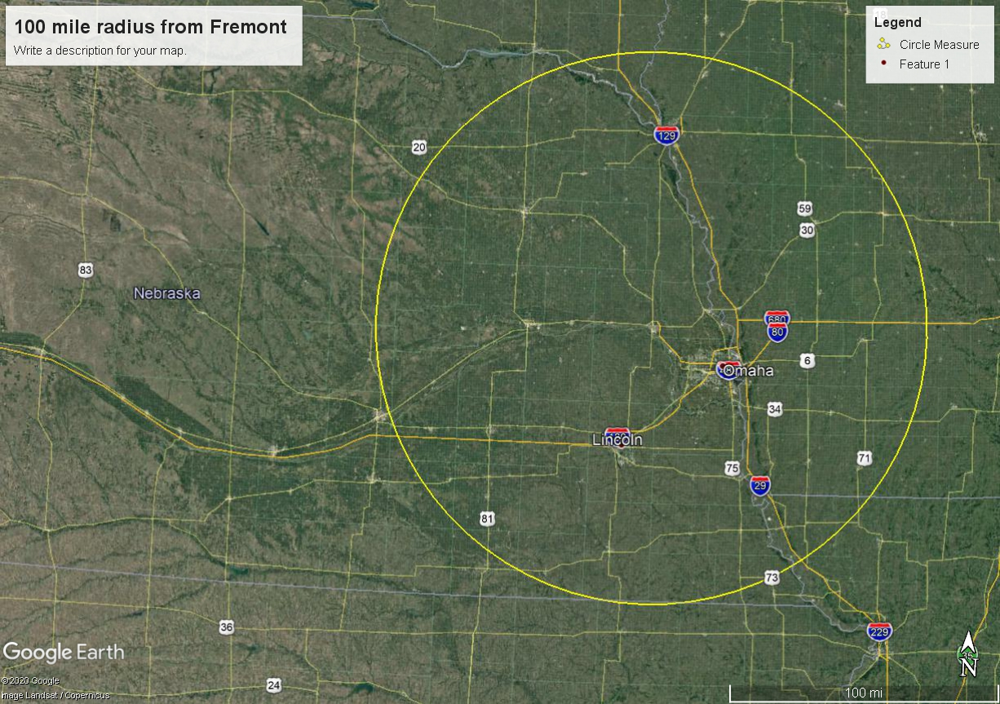 100 mile radius from Fremont
Write a description for your map.
Legend
Circle Measure
Feature 1
129
20
59
30
83
Nebraska
680
80
6
Omaha
34
Lincoln
71
75
29
81
73
36
229
Google Earth
35
N
©2020 Google
24
Image Landsat / Copernicus
100 mi